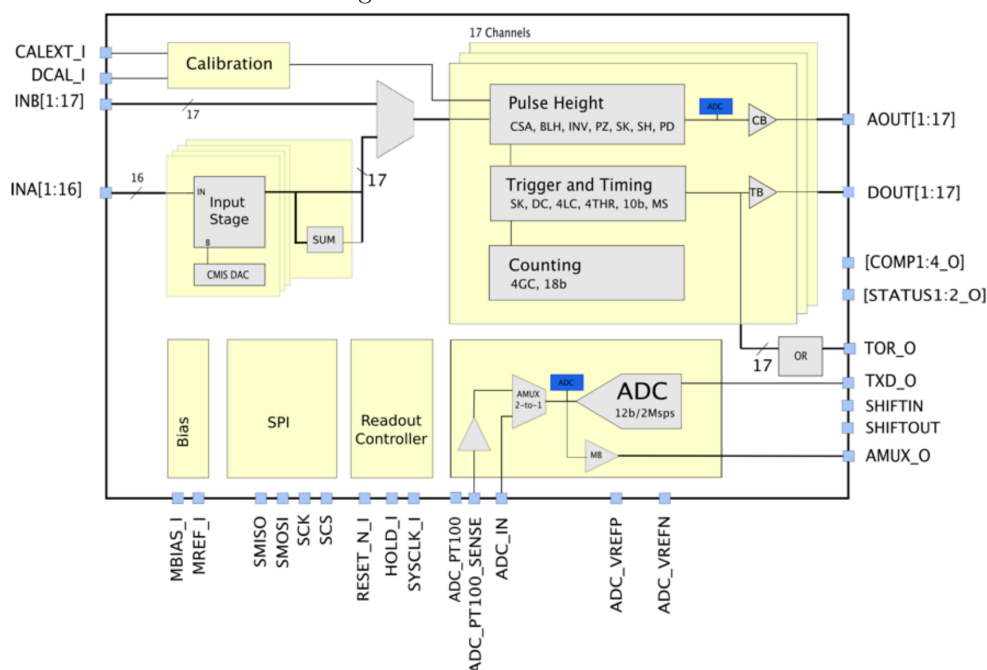 17 Channels
CALEXT_I
DCAL_I
INB[1:17]
17
Calibration
Pulse Height
CSA, BLH, INV, PZ, SK, SH, PD
ADC
CB
AOUT[1:17]
INA[1:16]
16
IN
Input
Stage
B
CMIS DAC
SUM
17
Trigger and Timing
SK, DC, 4LC, 4THR, 10b, MS
TB
DOUT[1:17]
Counting
4GC, 18b
[COMP1:4_O]
[STATUS1:2_O]
17
OR
TOR_O
TXD_O
SHIFTIN
SHIFTOUT
AMUX_O
Bias
SPI
Readout
Controller
AMUX
2-to-1
ADC
ADC
12b/2Msps
MB
MBIAS_I
MREF_I
SMISO
SMOSI
SCK
SCS
RESET_N_I
HOLD_I
SYSCLK_I
ADC_PT100
ADC_PT100_SENSE
ADC_IN
ADC_VREFP
ADC_VREFN